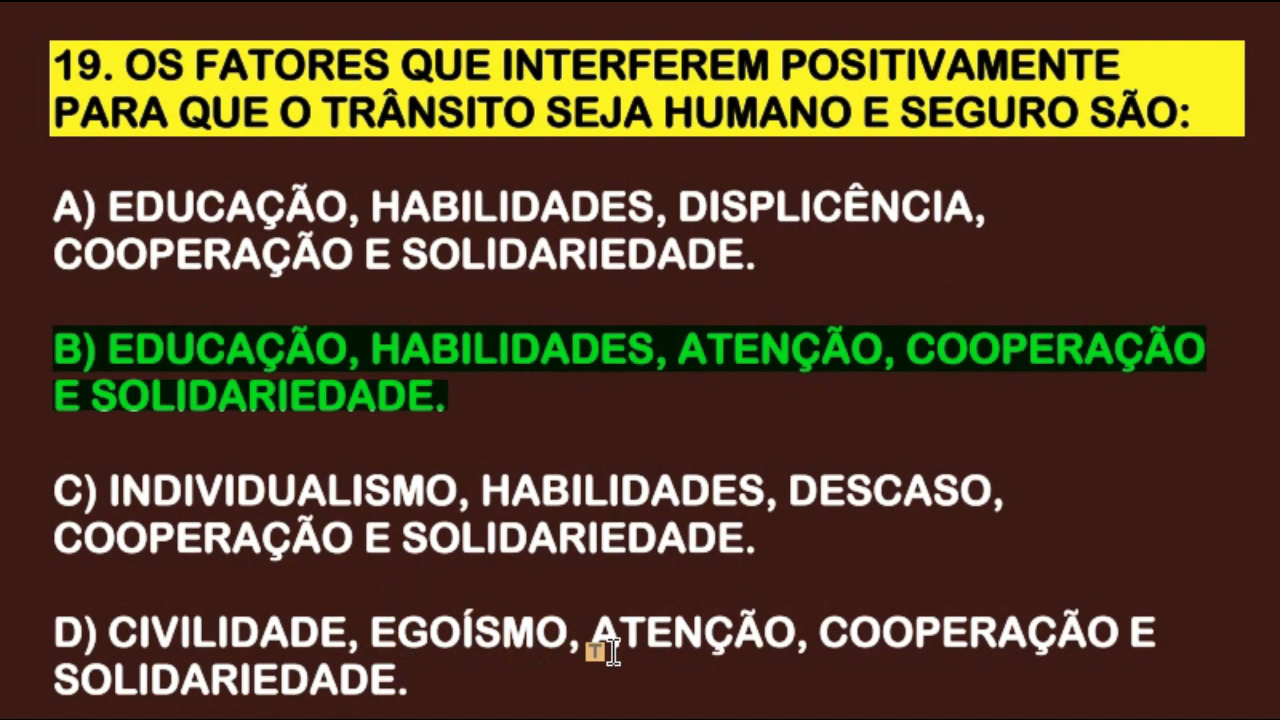 19. OS FATORES QUE INTERFEREM POSITIVAMENTE
PARA QUE O TRÂNSITO SEJA HUMANO E SEGURO SÃO:
A) EDUCAÇÃO, HABILIDADES, DISPLICÊNCIA,
COOPERAÇÃO E SOLIDARIEDADE.
B) EDUCAÇÃO, HABILIDADES, ATENÇÃO, COOPERAÇÃO
E SOLIDARIEDADE.
C) INDIVIDUALISMO, HABILIDADES, DESCASO,
COOPERAÇÃO E SOLIDARIEDADE.
D) CIVILIDADE, EGOÍSMO, ATENÇÃO, COOPERAÇÃO E
SOLIDARIEDADE.